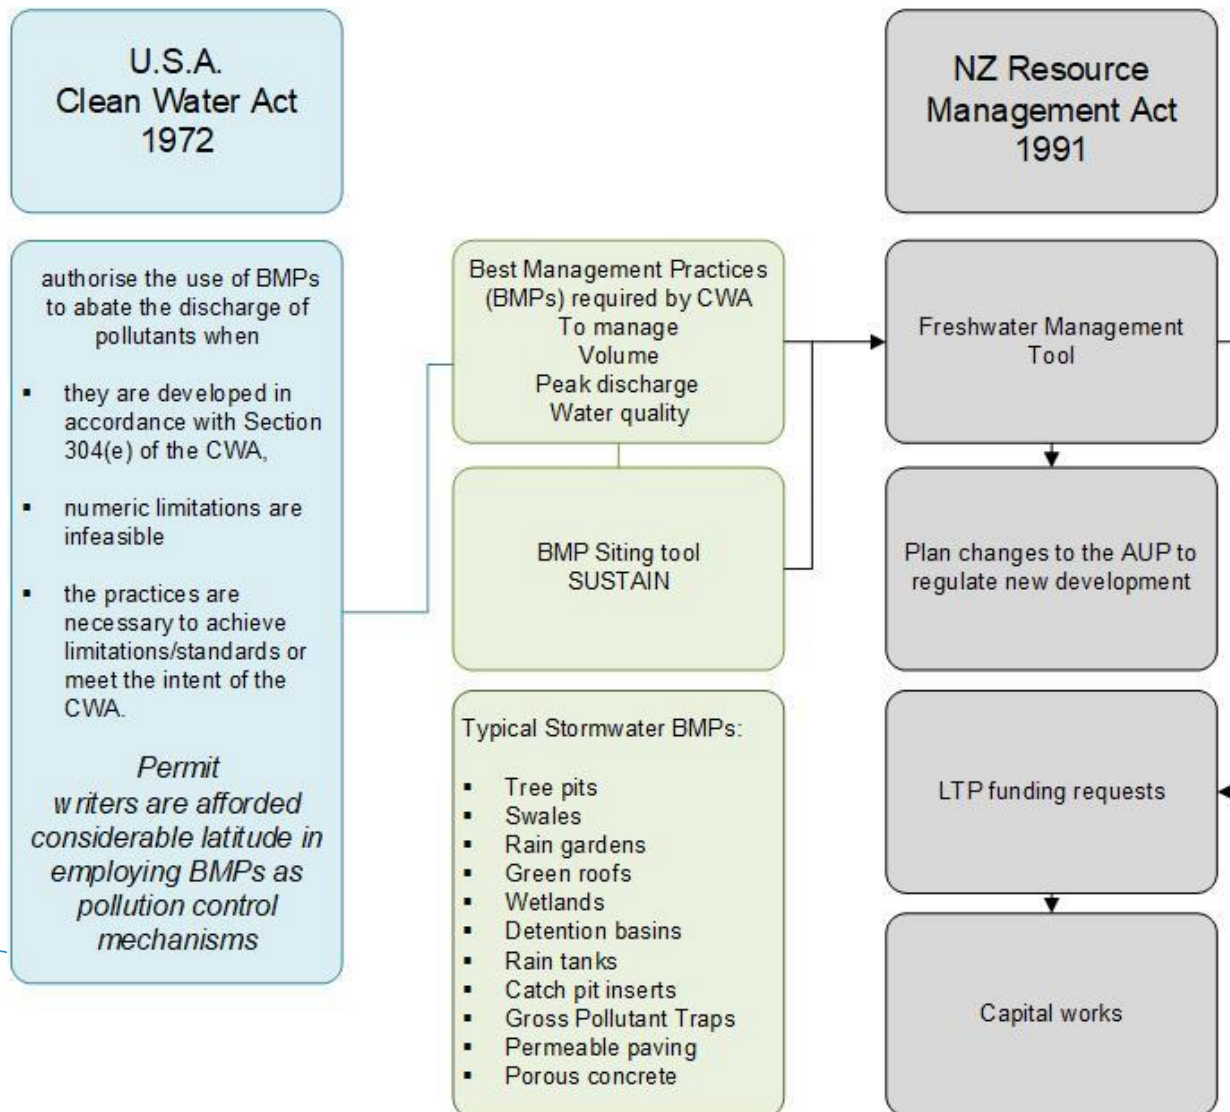 U.S.A.
Clean Water Act
1972
authorise the use of BMPs
to abate the discharge of
pollutants when
▪ they are developed in
accordance with Section
304(e) of the CWA,
▪ numeric limitations are
infeasible
▪ the practices are
necessary to achieve
limitations/standards or
meet the intent of the
CWA.
Permit
writers are afforded
considerable latitude in
employing BMPs as
pollution control
mechanisms
Best Management Practices
(BMPs) required by CWA
To manage
Volume
Peak discharge
Water quality
BMP Siting tool
SUSTAIN
Typical Stormwater BMPs:
▪ Tree pits
▪ Swales
▪ Rain gardens
▪ Green roofs
▪ Wetlands
▪ Detention basins
▪ Rain tanks
▪ Catch pit inserts
▪ Gross Pollutant Traps
▪ Permeable paving
▪ Porous concrete
NZ Resource
Management Act
1991
Freshwater Management
Tool
Plan changes to the AUP to
regulate new development
LTP funding requests
Capital works